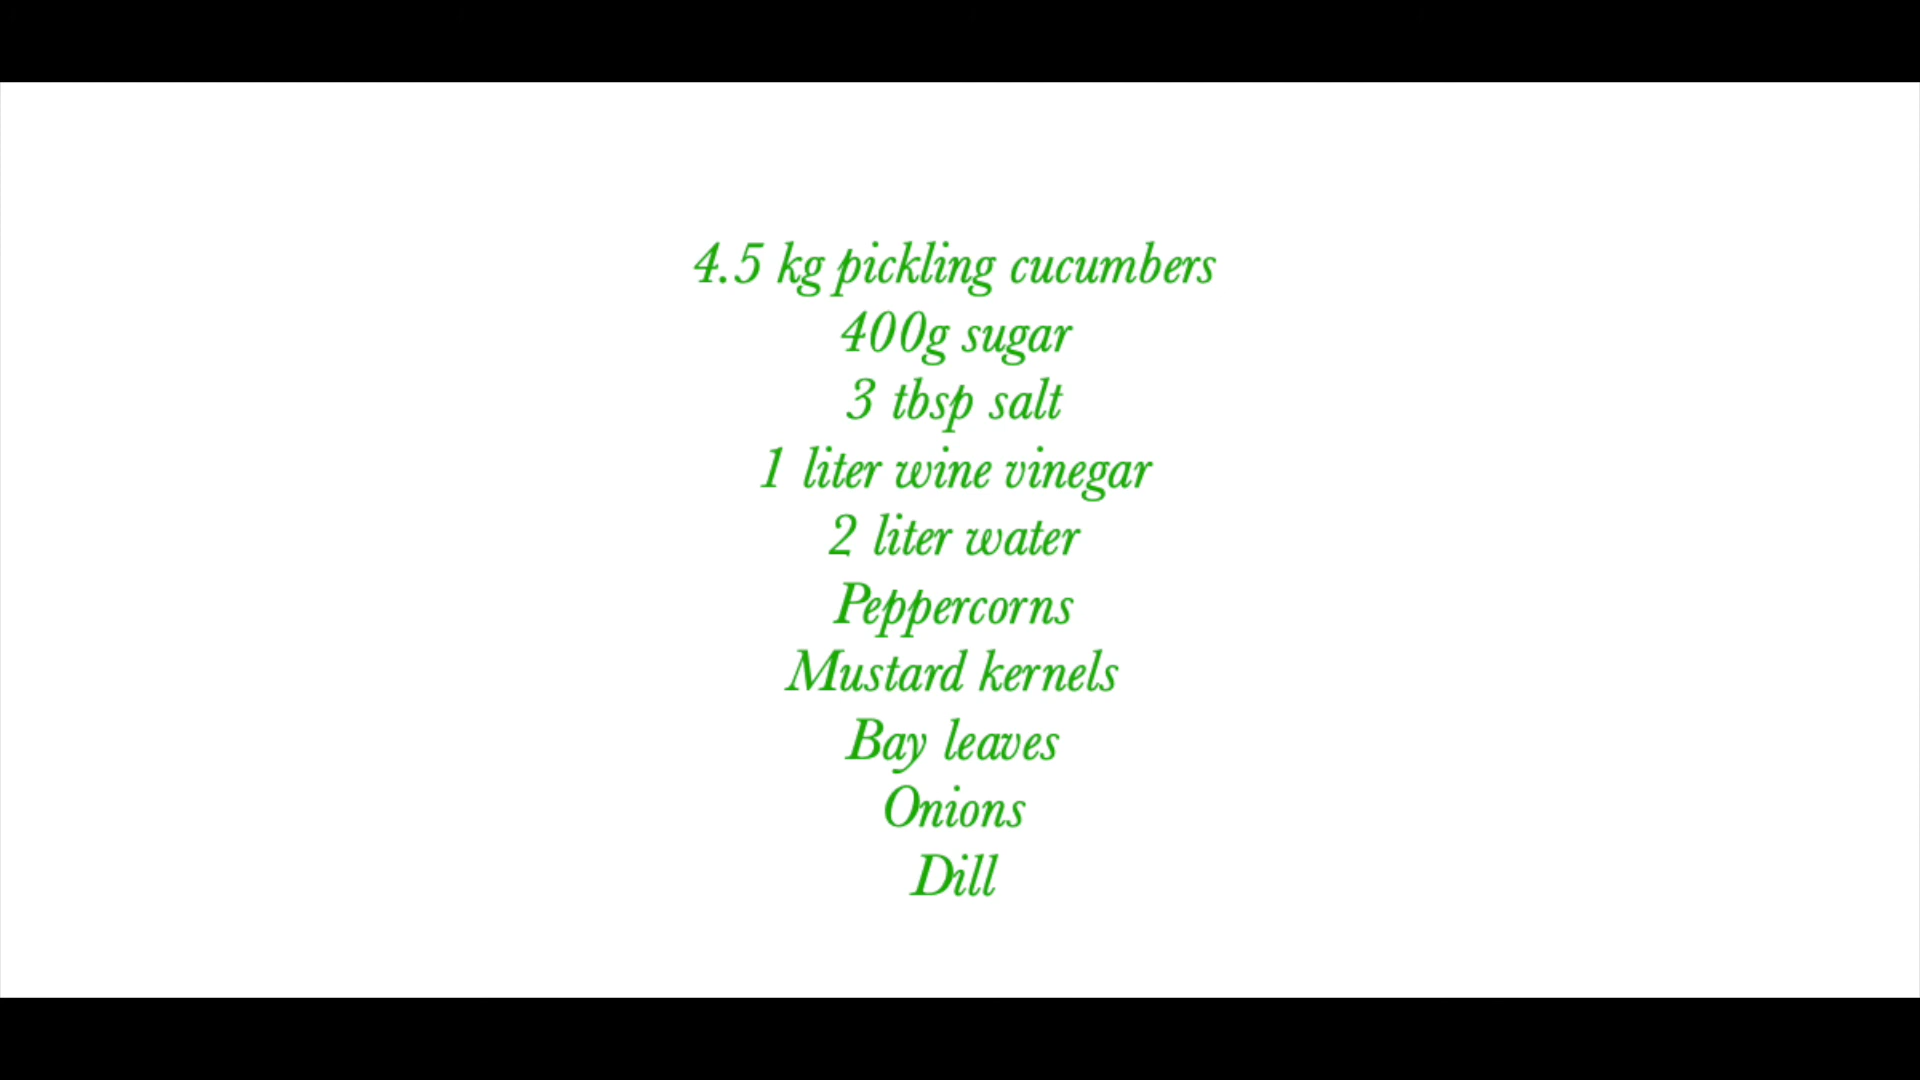 4.5 kg pickling cucumbers
400g sugar
3 tbsp salt
1 liter wine vinegar
2 liter water
Peppercorns
Mustard kernels
Bay leaves
Onions
Dill